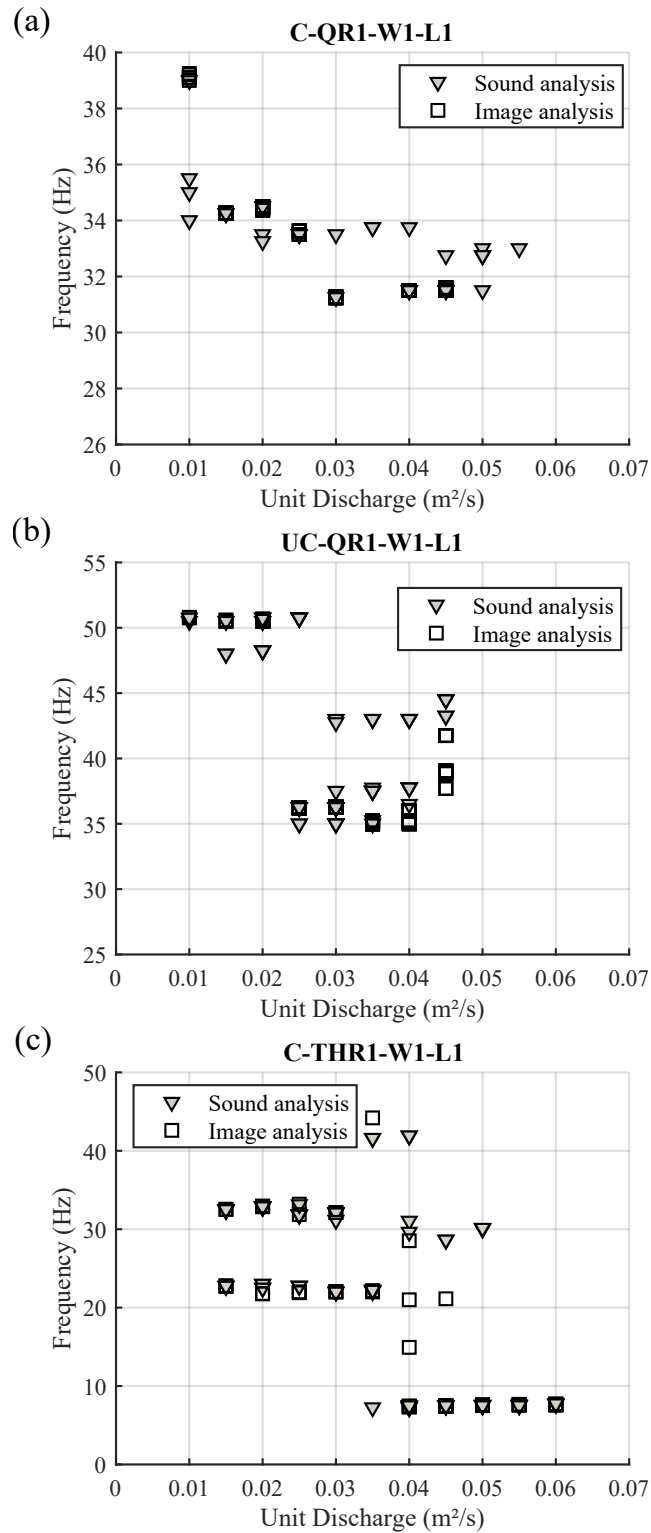 (a)
C-QR1-W1-L1
Sound analysis
Image analysis
Frequency (Hz)
40
38
36
34
32
30
28
26
0 0.01 0.02 0.03 0.04 0.05 0.06 0.07
Unit Discharge (m²/s)
(b)
UC-QR1-W1-L1
Sound analysis
Image analysis
Frequency (Hz)
55
50
45
40
35
30
25
0 0.01 0.02 0.03 0.04 0.05 0.06 0.07
Unit Discharge (m²/s)
(c)
C-THR1-W1-L1
Sound analysis
Image analysis
Frequency (Hz)
50
40
30
20
10
0
0 0.01 0.02 0.03 0.04 0.05 0.06 0.07
Unit Discharge (m²/s)